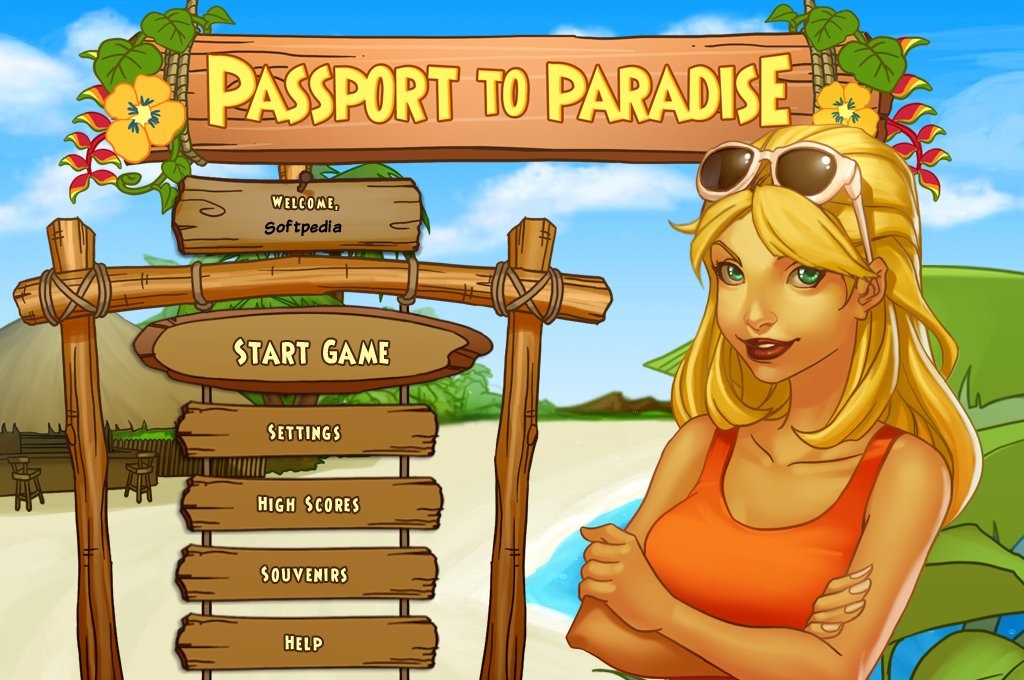 PASSPORT TO PARADISE
WELCOME,
Softpedia
START GAME
SETTINGS
HIGH SCORES
SOUVENIRS
HELP